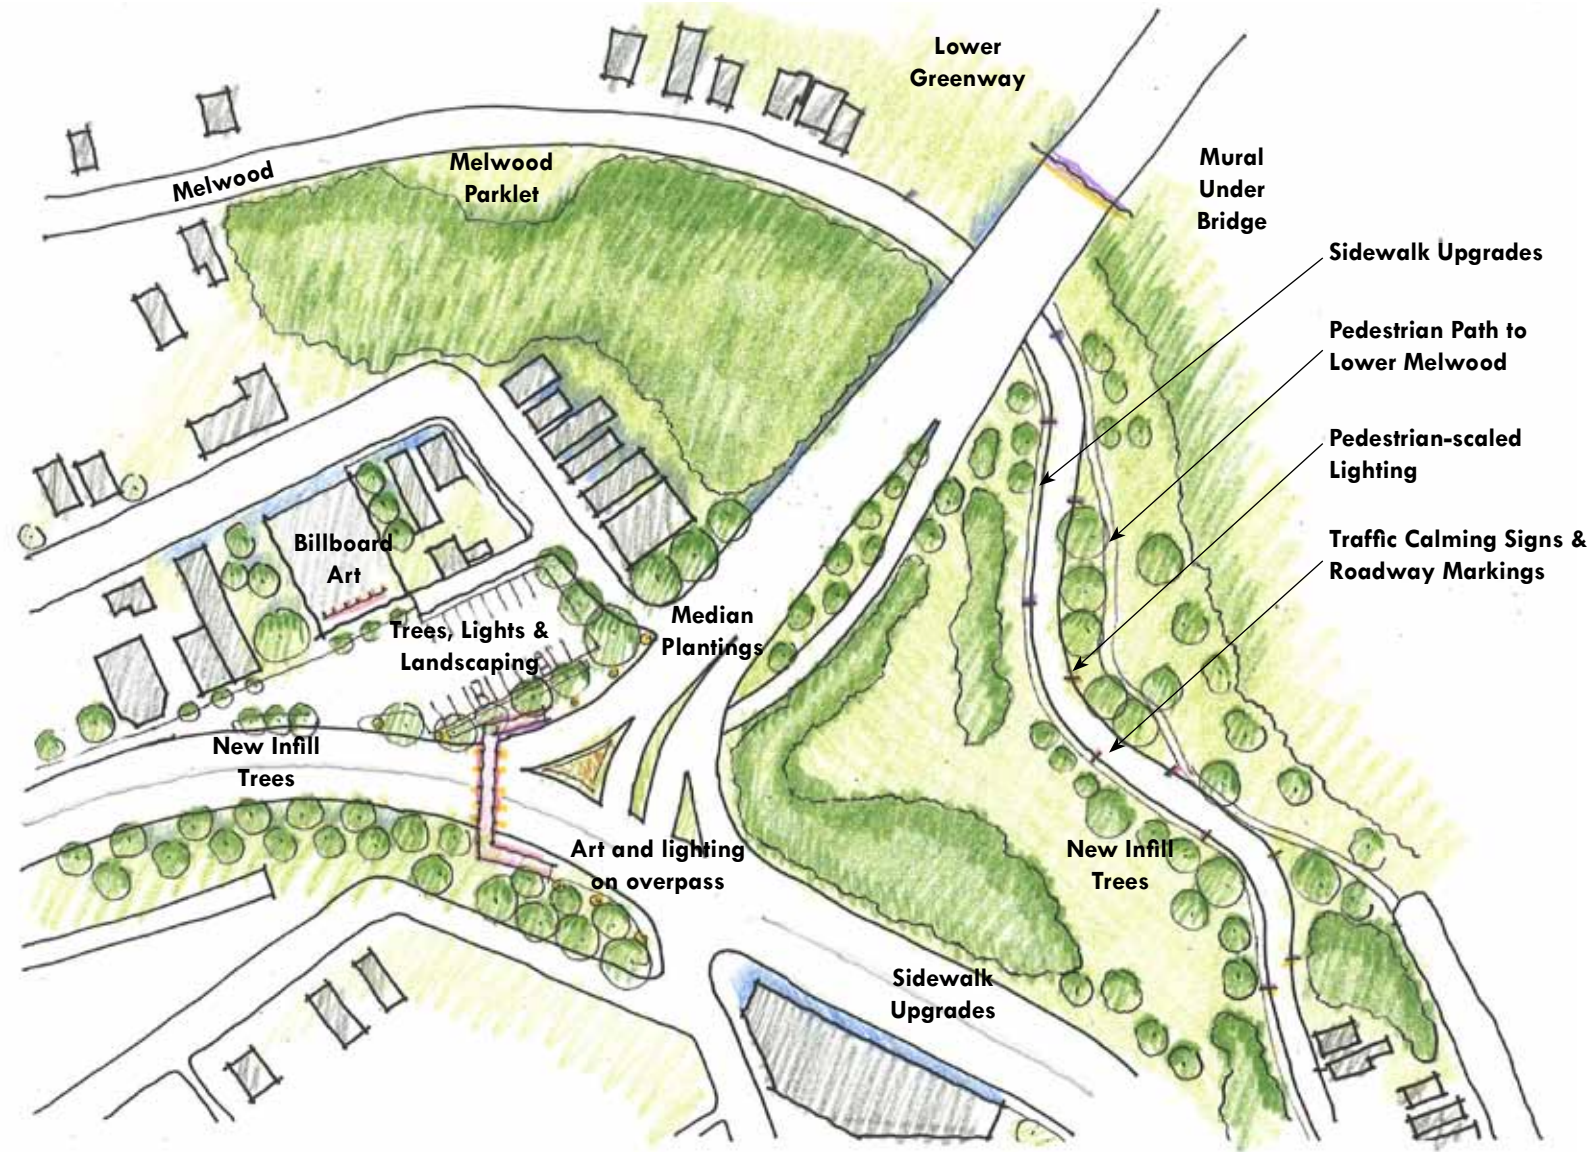 Lower
Greenway
Melwood
Melwood
Parklet
Mural
Under
Bridge
Sidewalk Upgrades
Pedestrian Path to
Lower Melwood
Pedestrian-scaled
Lighting
Traffic Calming Signs &
Roadway Markings
Billboard
Art
Trees, Lights &
Landscaping
Median
Plantings
New Infill
Trees
Art and lighting
on overpass
New Infill
Trees
Sidewalk
Upgrades